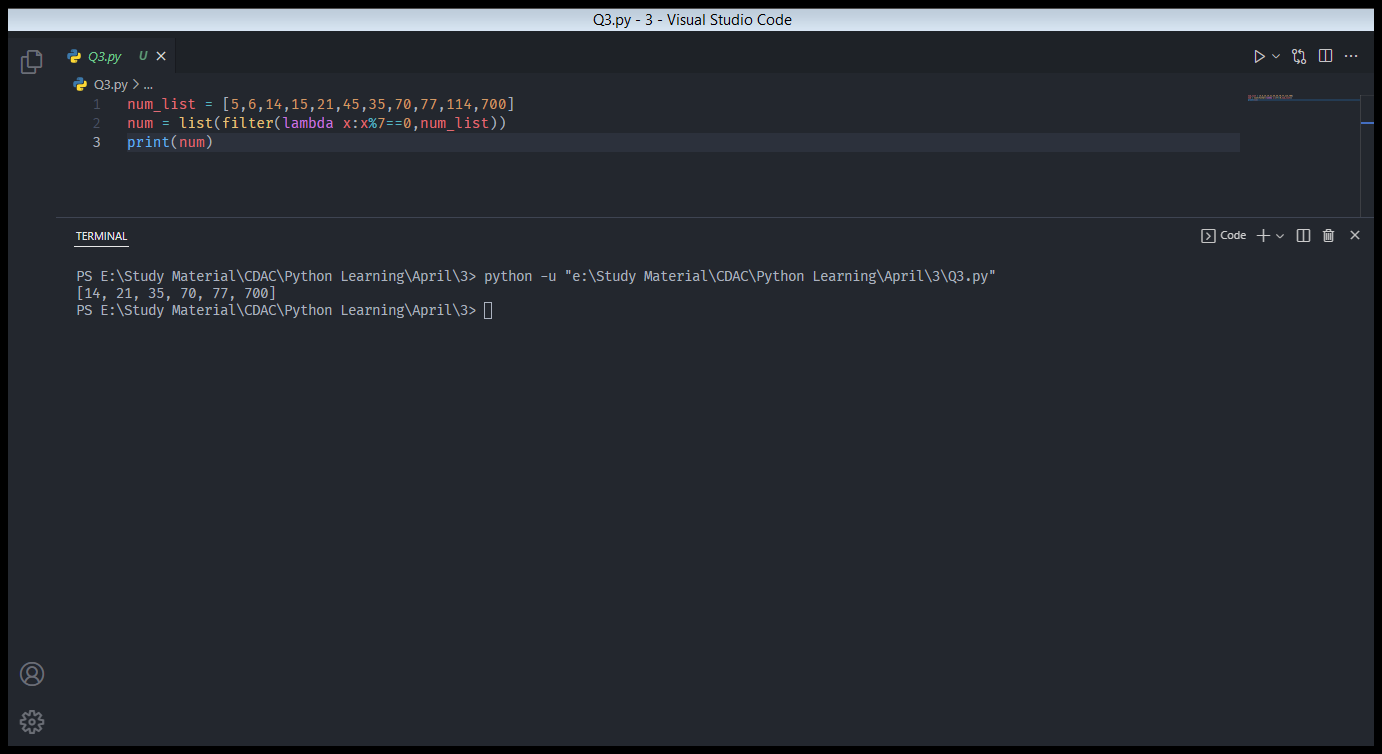 Q3.py - 3 - Visual Studio Code
Q3.py U
Q3.py > ...
1 num_list = [5,6,14,15,21,45,35,70,77,114,700]
2 num = list(filter(lambda x:x%7==0,num_list))
3 print(num)
TERMINAL
Code
PS E:\Study Material\CDAC\Python Learning\April\3> python -u "e:\Study Material\CDAC\Python Learning\April\3\Q3.py"
[14, 21, 35, 70, 77, 700]
PS E:\Study Material\CDAC\Python Learning\April\3>